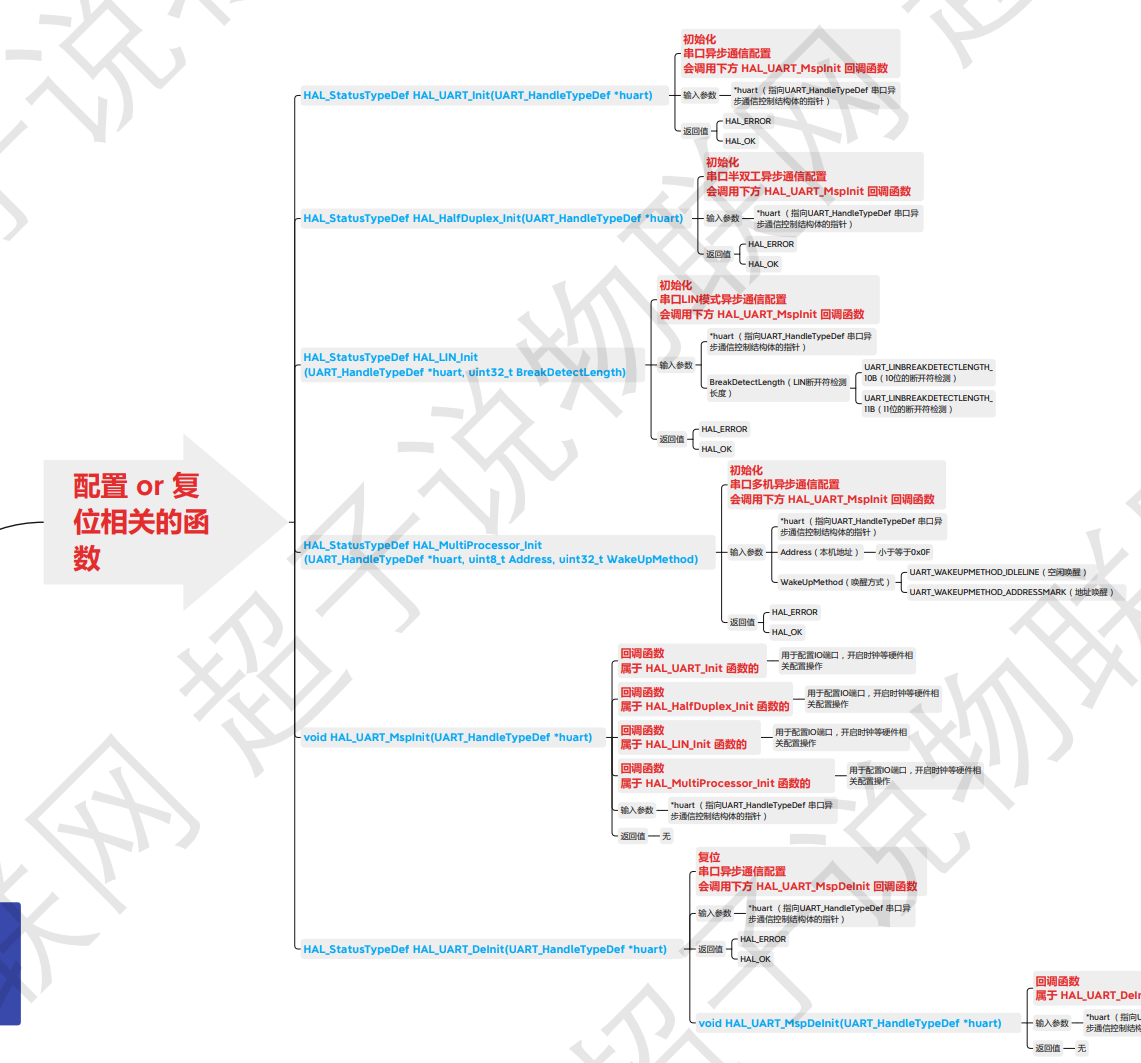 配置 or 复
位相关的函
数
HAL_StatusTypeDef HAL_UART_Init(UART_HandleTypeDef *huart)
初始化
串口异步通信配置
会调用下方 HAL_UART_MspInit 回调函数
输入参数
*huart（指向UART_HandleTypeDef 串口异
步通信控制结构体的指针）
返回值
HAL_ERROR
HAL_OK
HAL_StatusTypeDef HAL_HalfDuplex_Init(UART_HandleTypeDef *huart)
初始化
串口半双工异步通信配置
会调用下方 HAL_UART_MspInit 回调函数
输入参数
*huart（指向UART_HandleTypeDef 串口异
步通信控制结构体的指针）
返回值
HAL_ERROR
HAL_OK
HAL_StatusTypeDef HAL_LIN_Init
(UART_HandleTypeDef *huart, uint32_t BreakDetectLength)
初始化
串口LIN模式异步通信配置
会调用下方 HAL_UART_MspInit 回调函数
输入参数
*huart（指向UART_HandleTypeDef 串口异
步通信控制结构体的指针）
BreakDetectLength（LIN断开符检测
长度）
UART_LINBREAKDETECTLENGTH_
10B（10位的断开符检测）
UART_LINBREAKDETECTLENGTH_
11B（11位的断开符检测）
返回值
HAL_ERROR
HAL_OK
HAL_StatusTypeDef HAL_MultiProcessor_Init
(UART_HandleTypeDef *huart, uint8_t Address, uint32_t WakeUpMethod)
初始化
串口多机异步通信配置
会调用下方 HAL_UART_MspInit 回调函数
输入参数
*huart（指向UART_HandleTypeDef 串口异
步通信控制结构体的指针）
Address（本机地址）
小于等于0x0F
WakeUpMethod（唤醒方式）
UART_WAKEUPMETHOD_IDLELINE（空闲唤醒）
UART_WAKEUPMETHOD_ADDRESSMARK（地址唤醒）
返回值
HAL_ERROR
HAL_OK
void HAL_UART_MspInit(UART_HandleTypeDef *huart)
回调函数
属于 HAL_UART_Init 函数的
用于配置IO端口，开启时钟等硬件相
关配置操作
回调函数
属于 HAL_HalfDuplex_Init 函数的
用于配置IO端口，开启时钟等硬件相
关配置操作
回调函数
属于 HAL_LIN_Init 函数的
用于配置IO端口，开启时钟等硬件相
关配置操作
回调函数
属于 HAL_MultiProcessor_Init 函数的
用于配置IO端口，开启时钟等硬件相
关配置操作
输入参数
*huart（指向UART_HandleTypeDef 串口异
步通信控制结构体的指针）
返回值
无
HAL_StatusTypeDef HAL_UART_DeInit(UART_HandleTypeDef *huart)
复位
串口异步通信配置
会调用下方 HAL_UART_MspDeInit 回调函数
输入参数
*huart（指向UART_HandleTypeDef 串口异
步通信控制结构体的指针）
返回值
HAL_ERROR
HAL_OK
void HAL_UART_MspDeInit(UART_HandleTypeDef *huart)
回调函数
属于 HAL_UART_DeIn
输入参数
*huart（指向U
步通信控制结构
返回值
无
超子说物联网